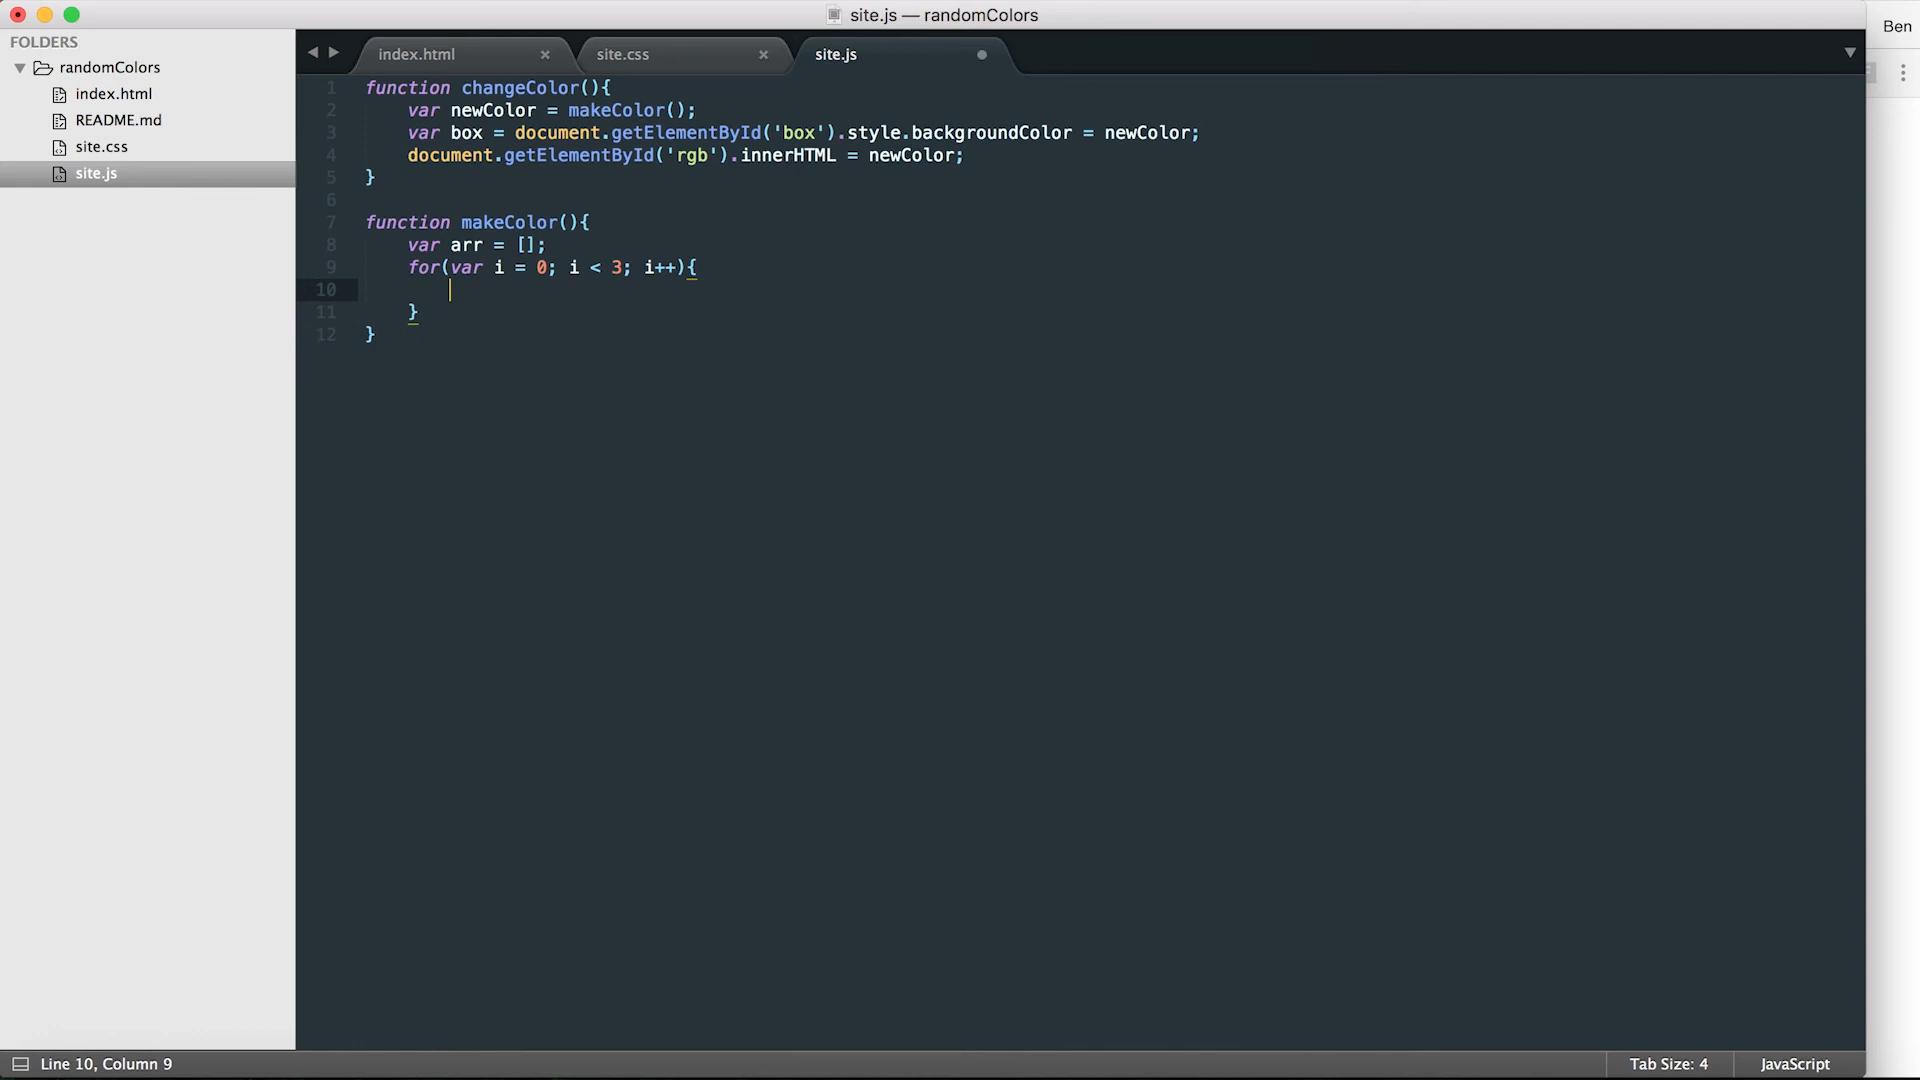 site.js — randomColors
Ben
FOLDERS
randomColors
index.html
README.md
site.css
site.js
index.html
site.css
site.js
1 function changeColor(){
2 var newColor = makeColor();
3 var box = document.getElementById('box').style.backgroundColor = newColor;
4 document.getElementById('rgb').innerHTML = newColor;
5 }
6
7 function makeColor(){
8 var arr = [];
9 for(var i = 0; i < 3; i++){
10
11 }
12 }
Line 10, Column 9
Tab Size: 4
JavaScript